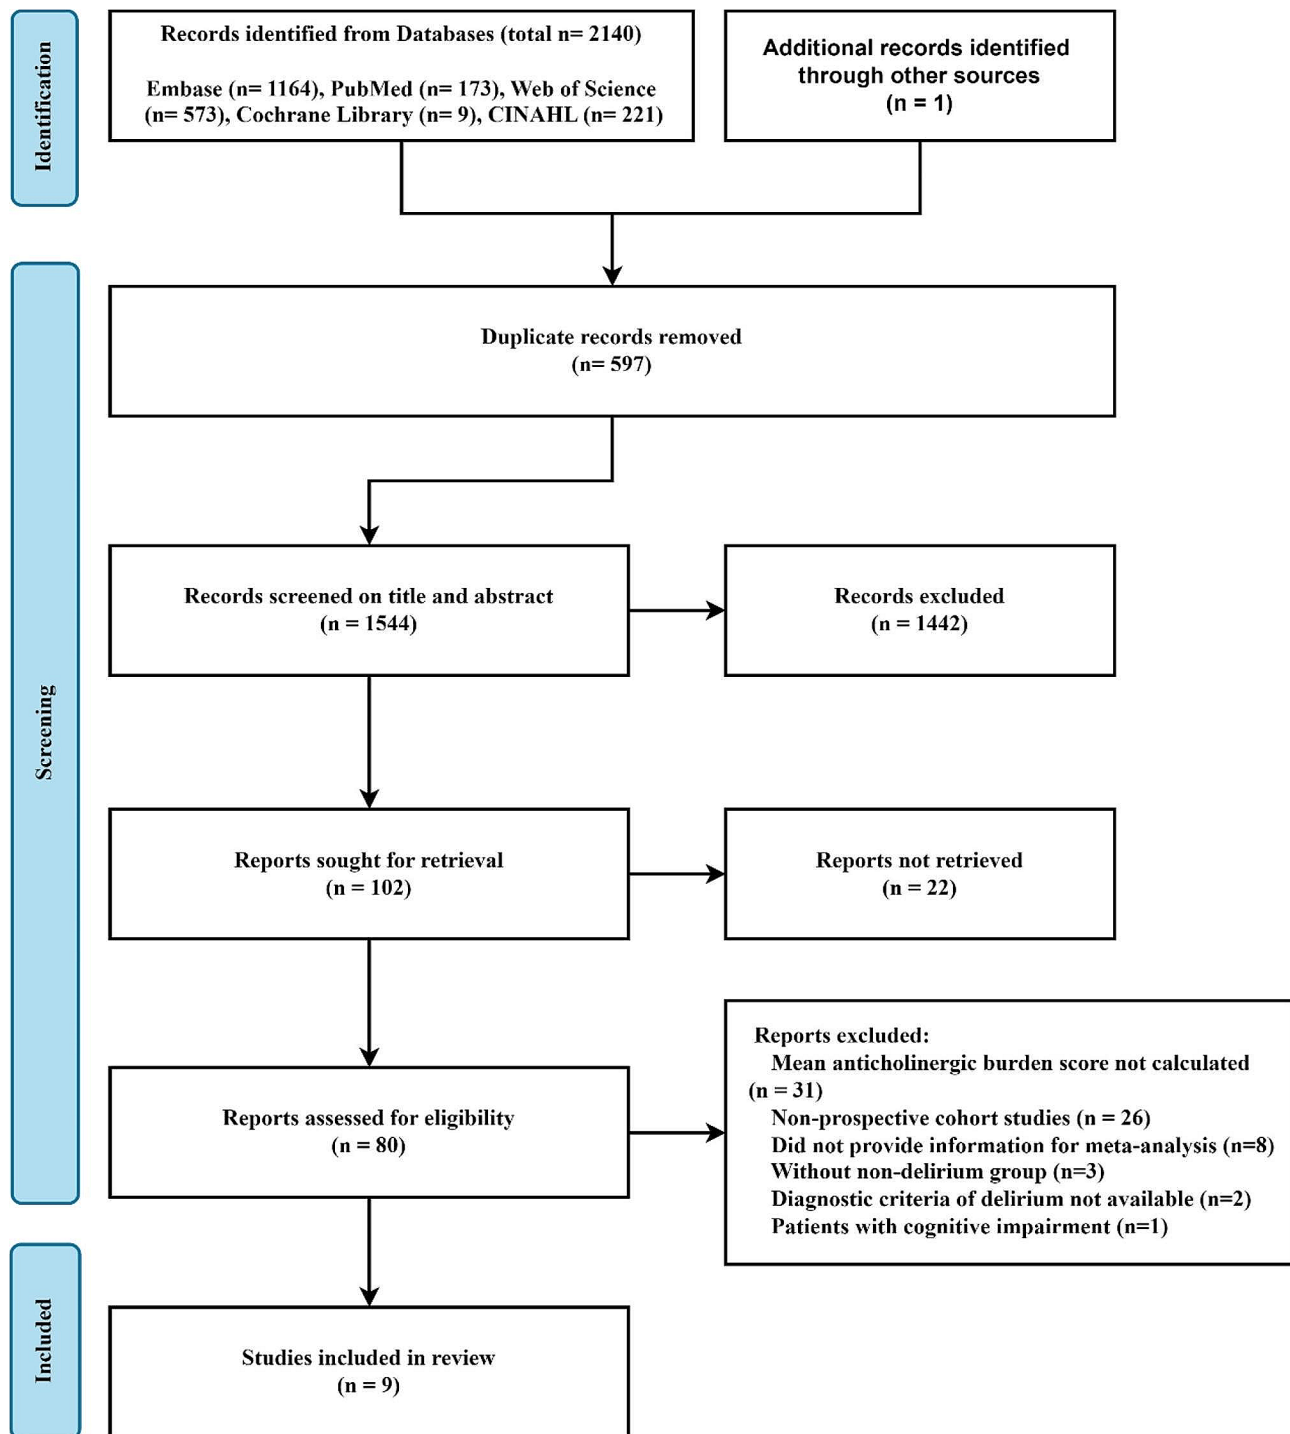 Identification
Records identified from Databases (total n= 2140)
Embase (n= 1164), PubMed (n= 173), Web of Science
(n= 573), Cochrane Library (n= 9), CINAHL (n= 221)
Additional records identified
through other sources
(n = 1)
Screening
Duplicate records removed
(n= 597)
Records screened on title and abstract
(n = 1544)
Records excluded
(n = 1442)
Reports sought for retrieval
(n = 102)
Reports not retrieved
(n = 22)
Reports assessed for eligibility
(n = 80)
Reports excluded:
Mean anticholinergic burden score not calculated
(n = 31)
Non-prospective cohort studies (n = 26)
Did not provide information for meta-analysis (n=8)
Without non-delirium group (n=3)
Diagnostic criteria of delirium not available (n=2)
Patients with cognitive impairment (n=1)
Included
Studies included in review
(n = 9)